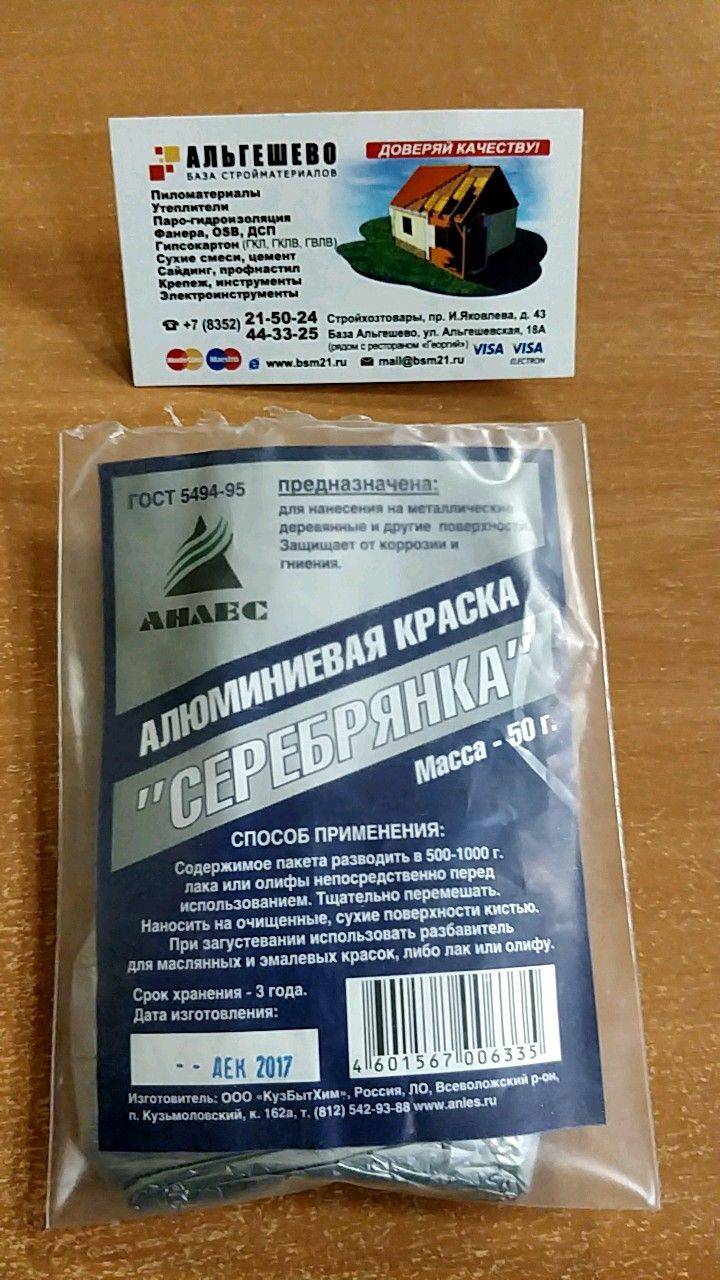 АЛЬГЕШЕВО
БАЗА СТРОЙМАТЕРИАЛОВ
ДОВЕРЯЙ КАЧЕСТВУ!
Пиломатериалы
Утеплители
Паро-гидроизоляция
Фанера, OSB, ДСП
Гипсокартон (ГКЛ, ГКЛВ, ГВЛВ)
Сухие смеси, цемент
Сайдинг, профнастил
Крепеж, инструменты
Электроинструменты
☎ +7 (8352) 21-50-24
44-33-25
Стройхозтовары, пр. И.Яковлева, д. 43
База Альгешево, ул. Альгешевская, 18А
(рядом с рестораном «Георгий»)
MasterCard Maestro www.bsm21.ru mail@bsm21.ru VISA VISA
ELECTRON
ГОСТ 5494-95
АНЛЕС
предназначена:
для нанесения на металлические
деревянные и другие поверхности.
Защищает от коррозии и
гниения.
АЛЮМИНИЕВАЯ КРАСКА
"СЕРЕБРЯНКА"
Масса - 50 г.
СПОСОБ ПРИМЕНЕНИЯ:
Содержимое пакета разводить в 500-1000 г.
лака или олифы непосредственно перед
использованием. Тщательно перемешать.
Наносить на очищенные, сухие поверхности кистью.
При загустевании использовать разбавитель
для маслянных и эмалевых красок, либо лак или олифу.
Срок хранения - 3 года.
Дата изготовления:
-- ДЕК 2017
4 601567 006335
Изготовитель: ООО «КузБытХим», Россия, ЛО, Всеволожский р-он,
п. Кузьмоловский, к. 162а, т. (812) 542-93-88 www.anles.ru